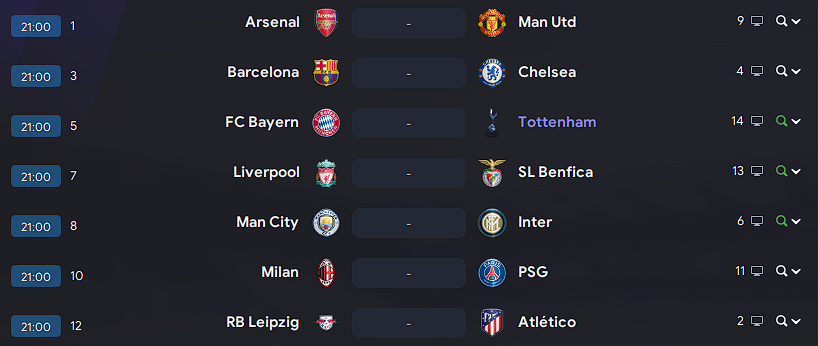 21:00 1 Arsenal - Man Utd 9
21:00 3 Barcelona - Chelsea 4
21:00 5 FC Bayern - Tottenham 14
21:00 7 Liverpool - SL Benfica 13
21:00 8 Man City - Inter 6
21:00 10 Milan - PSG 11
21:00 12 RB Leipzig - Atlético 2